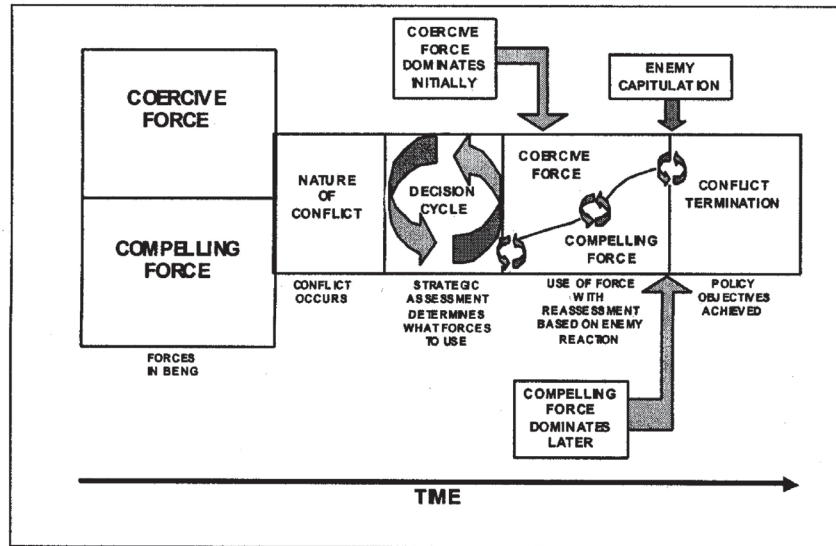 COERCIVE
FORCE
DOMINATES
INITIALLY
ENEMY
CAPITULATION
COERCIVE
FORCE
COMPELLING
FORCE
FORCES
IN BENG
NATURE
OF
CONFLICT
CONFLICT
OCCURS
DECISION
CYCLE
STRATEGIC
ASSESSMENT
DETERMINES
WHAT FORCES
TO USE
COERCIVE
FORCE
COMPELLING
FORCE
USE OF FORCE
WITH
REASSESSMENT
BASED ON ENEMY
REACTION
CONFLICT
TERMINATION
POLICY
OBJECTIVES
ACHIEVED
COMPELLING
FORCE
DOMINATES
LATER
TIME